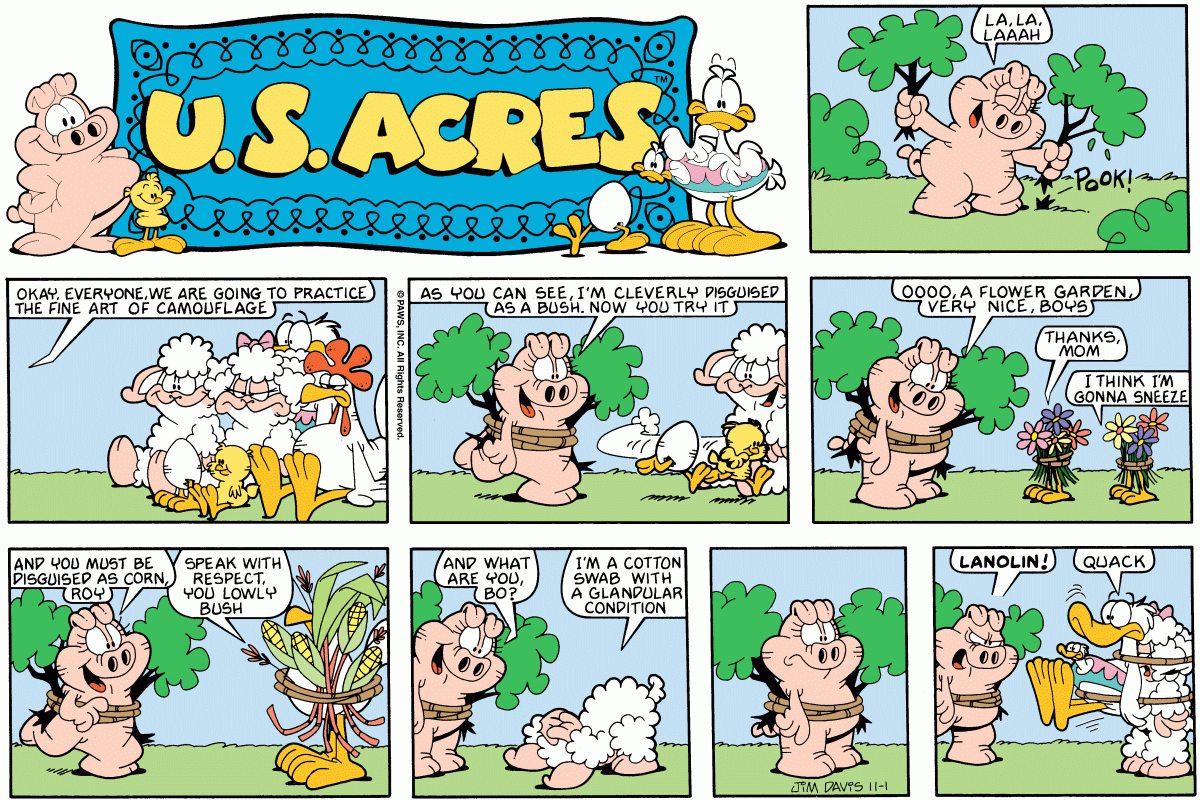 U.S. ACRES
TM
LA, LA,
LAAAH
POOK!
OKAY, EVERYONE, WE ARE GOING TO PRACTICE
THE FINE ART OF CAMOUFLAGE
© PAWS, INC. All Rights Reserved.
AS YOU CAN SEE, I'M CLEVERLY DISGUISED
AS A BUSH. NOW YOU TRY IT
OOOO, A FLOWER GARDEN,
VERY NICE, BOYS
THANKS,
MOM
I THINK I'M
GONNA SNEEZE
AND YOU MUST BE
DISGUISED AS CORN,
ROY
SPEAK WITH
RESPECT,
YOU LOWLY
BUSH
AND WHAT
ARE YOU,
BO?
I'M A COTTON
SWAB WITH
A GLANDULAR
CONDITION
JIM DAVIS 11-1
LANOLIN!
QUACK